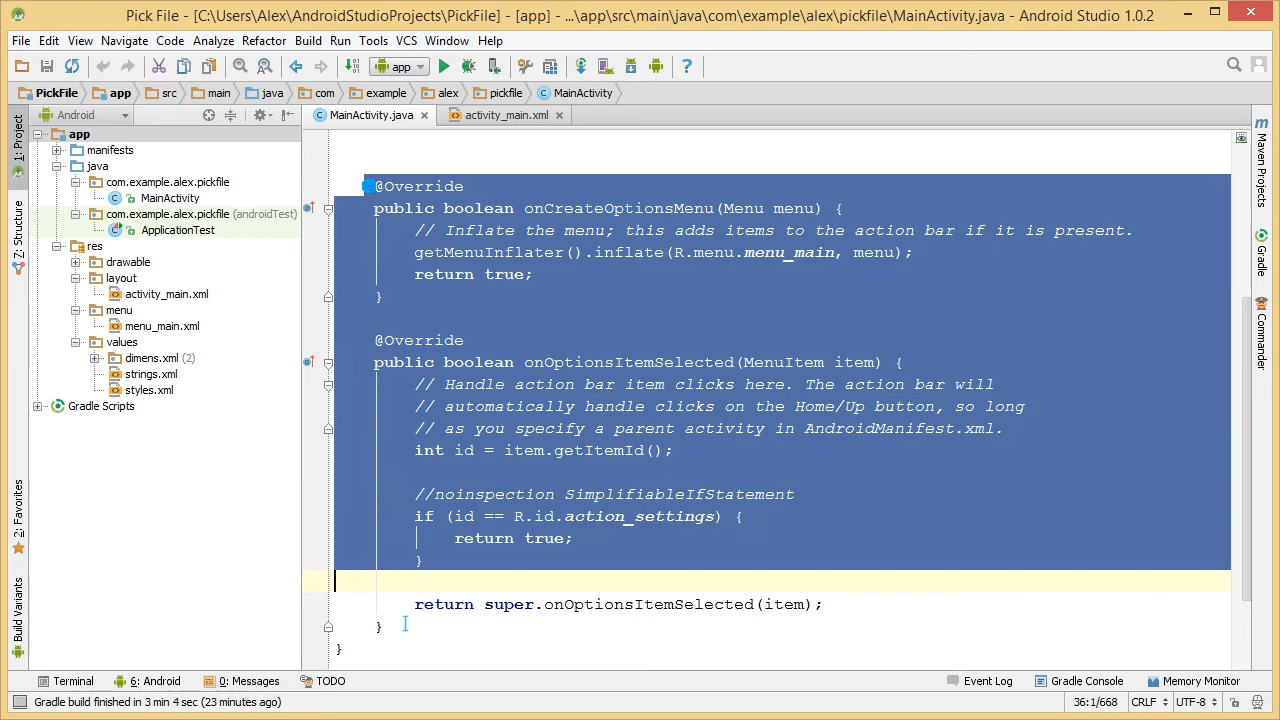 Pick File - [C:\Users\Alex\AndroidStudioProjects\PickFile] - [app] - ...\app\src\main\java\com\example\alex\pickfile\MainActivity.java - Android Studio 1.0.2
File Edit View Navigate Code Analyze Refactor Build Run Tools VCS Window Help
app
PickFile app src main java com example alex pickfile MainActivity
Android
MainActivity.java activity_main.xml
1: Project
Z: Structure
2: Favorites
Build Variants
app
manifests
java
com.example.alex.pickfile
MainActivity
com.example.alex.pickfile (androidTest)
ApplicationTest
res
drawable
layout
activity_main.xml
menu
menu_main.xml
values
dimens.xml (2)
strings.xml
styles.xml
Gradle Scripts
@Override
public boolean onCreateOptionsMenu(Menu menu) {
// Inflate the menu; this adds items to the action bar if it is present.
getMenuInflater().inflate(R.menu.menu_main, menu);
return true;
}
@Override
public boolean onOptionsItemSelected(MenuItem item) {
// Handle action bar item clicks here. The action bar will
// automatically handle clicks on the Home/Up button, so long
// as you specify a parent activity in AndroidManifest.xml.
int id = item.getItemId();
//noinspection SimplifiableIfStatement
if (id == R.id.action_settings) {
return true;
}
return super.onOptionsItemSelected(item);
}
}
Maven Projects
Gradle
Commander
Terminal 6: Android 0: Messages TODO Event Log Gradle Console Memory Monitor
Gradle build finished in 3 min 4 sec (23 minutes ago) 36:1/668 CRLF UTF-8